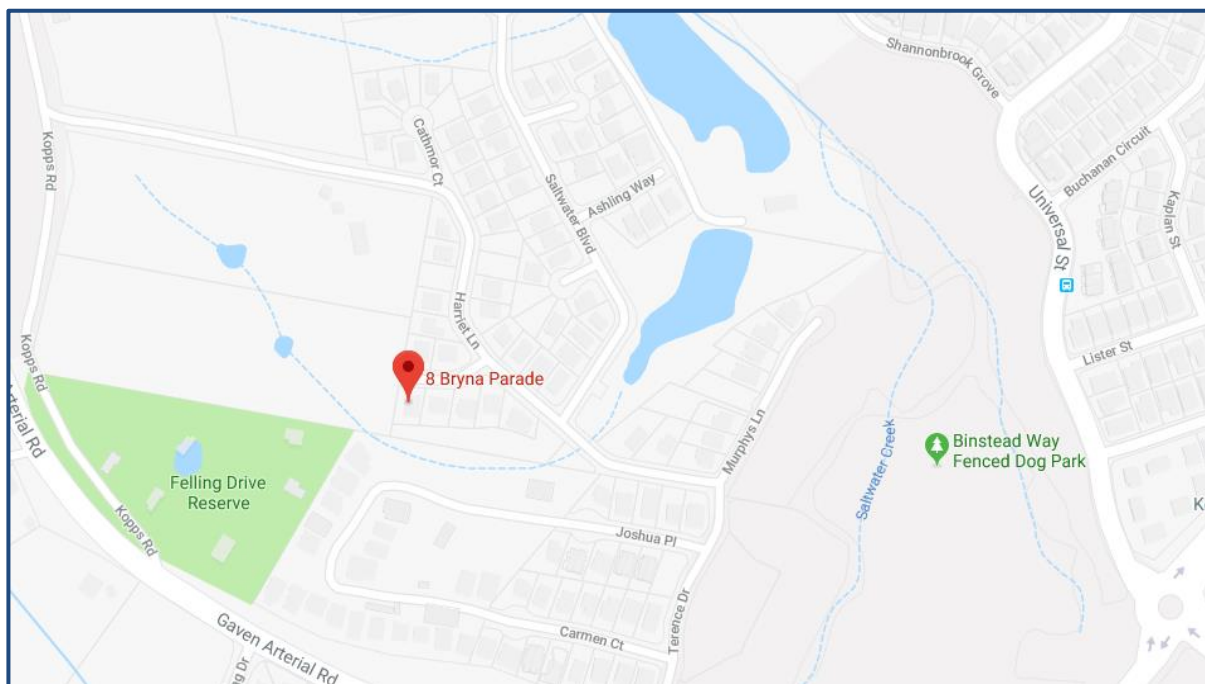 Shannonbrook Grove
Kopps Rd
Cathmor Ct
Buchanan Circuit
Saltwater Blvd
Ashling Way
Kaplan St
Universal St
Harriet Ln
Lister St
Kopps Rd
8 Bryna Parade
Arterial Rd
Murphys Ln
Binstead Way
Fenced Dog Park
Saltwater Creek
Felling Drive
Reserve
Kopps Rd
Joshua Pl
Terence Dr
Carmen Ct
Gaven Arterial Rd